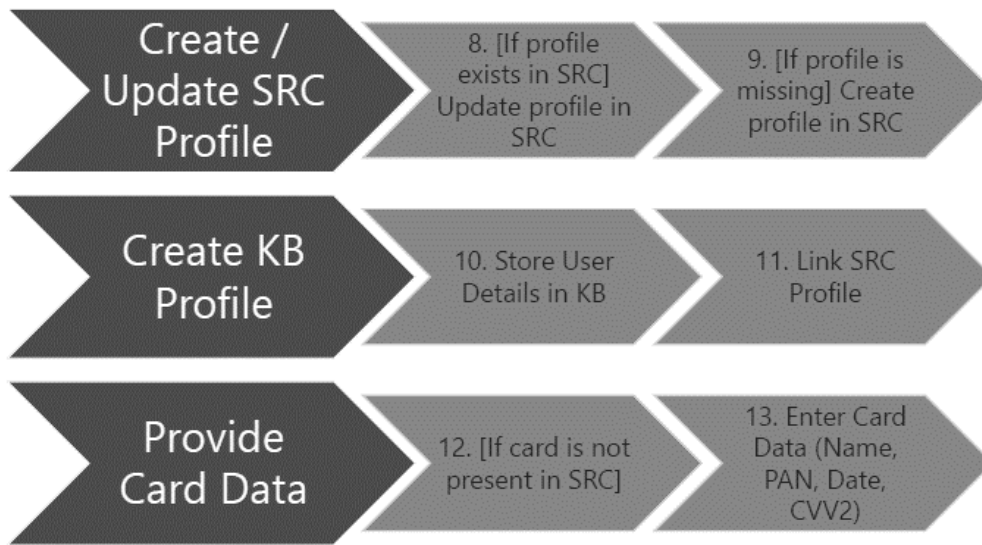 Create /
Update SRC
Profile
8. [If profile
exists in SRC]
Update profile in
SRC
9. [If profile is
missing] Create
profile in SRC
Create KB
Profile
10. Store User
Details in KB
11. Link SRC
Profile
Provide
Card Data
12. [If card is not
present in SRC]
13. Enter Card
Data (Name,
PAN, Date,
CVV2)